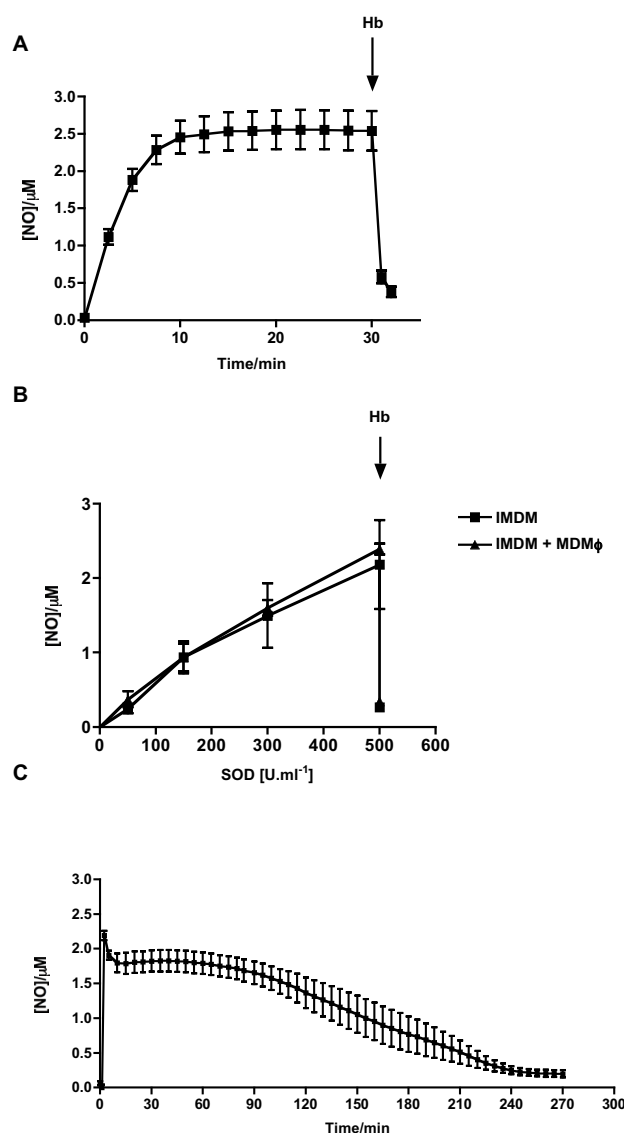 Hb
A
3.0
2.5
2.0
1.5
1.0
0.5
0.0
[NO]/μM
0 10 20 30
Time/min
B
Hb
3
2
1
0
[NO]/μM
IMDM
IMDM + MDMϕ
0 100 200 300 400 500 600
SOD [U.ml⁻¹]
C
3.0
2.5
2.0
1.5
1.0
0.5
0.0
[NO]/μM
0 30 60 90 120 150 180 210 240 270 300
Time/min